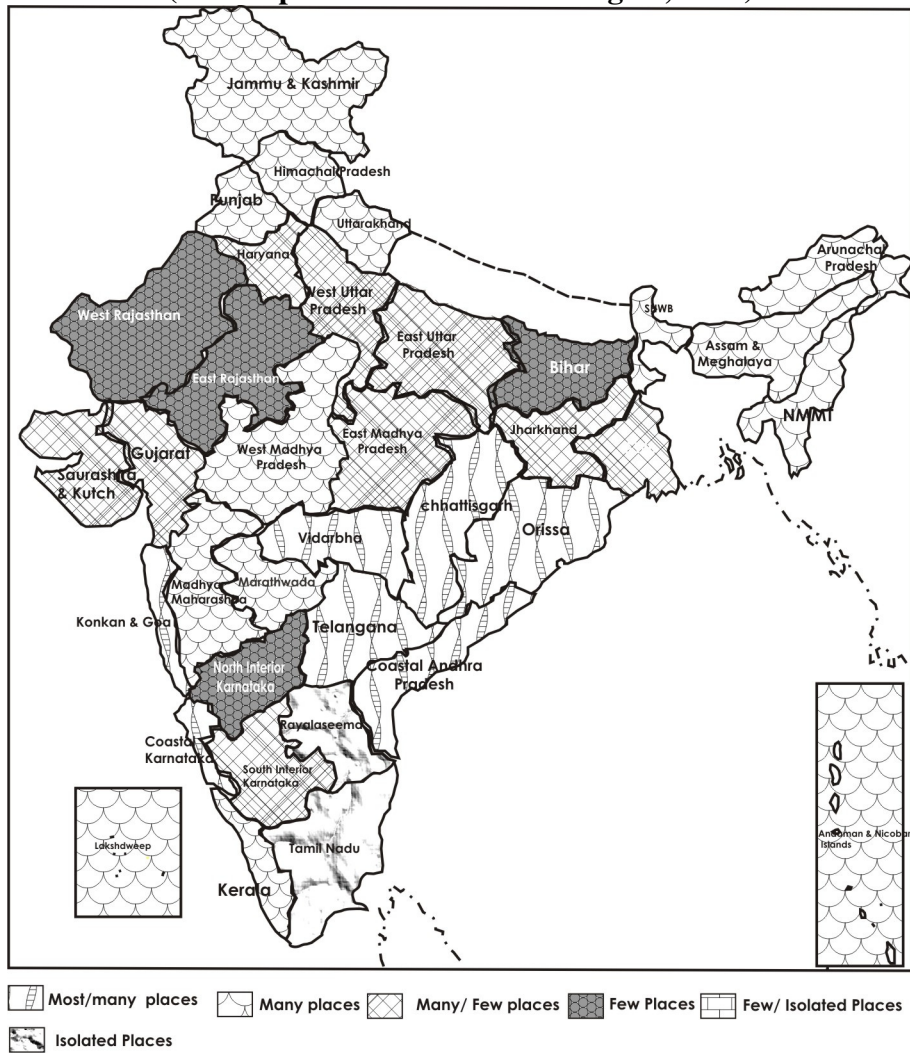 Jammu & Kashmir
Himachal Pradesh
Punjab
Uttarakhand
Haryana
West Uttar
Pradesh
Arunachal
Pradesh
West Rajasthan
East Uttar
Pradesh
SHWB
Assam &
Meghalaya
East Rajasthan
Bihar
NMMT
Gujarat
West Madhya
Pradesh
East Madhya
Pradesh
Jharkhand
Saurashtra
& Kutch
chhattisgarh
Orissa
Vidarbha
Madhya
Maharashtra
Marathwada
Konkan & Goa
Telangana
North Interior
Karnataka
Coastal Andhra
Pradesh
Rayalaseema
Coastal
Karnataka
South Interior
Karnataka
Lakshdweep
Tamil Nadu
Andaman & Nicobar
Islands
Kerala
Most/many places
Many places
Many/ Few places
Few Places
Few/ Isolated Places
Isolated Places